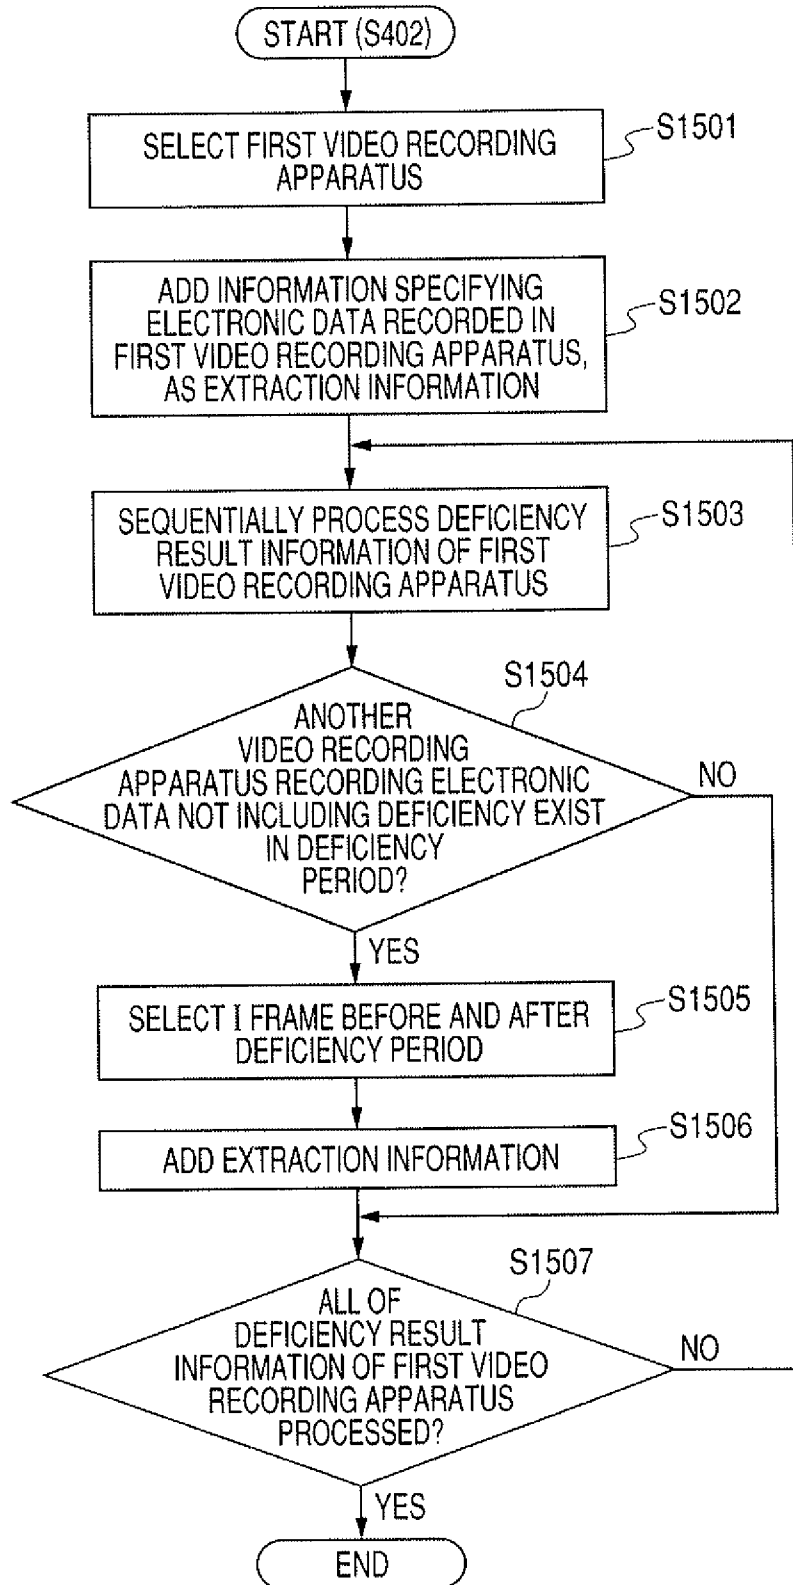 START (S402)
SELECT FIRST VIDEO RECORDING
APPARATUS
S1501
ADD INFORMATION SPECIFYING
ELECTRONIC DATA RECORDED IN
FIRST VIDEO RECORDING APPARATUS,
AS EXTRACTION INFORMATION
S1502
SEQUENTIALLY PROCESS DEFICIENCY
RESULT INFORMATION OF FIRST
VIDEO RECORDING APPARATUS
S1503
S1504
ANOTHER
VIDEO RECORDING
APPARATUS RECORDING ELECTRONIC
DATA NOT INCLUDING DEFICIENCY EXIST
IN DEFICIENCY
PERIOD?
NO
YES
SELECT I FRAME BEFORE AND AFTER
DEFICIENCY PERIOD
S1505
ADD EXTRACTION INFORMATION
S1506
S1507
ALL OF
DEFICIENCY RESULT
INFORMATION OF FIRST VIDEO
RECORDING APPARATUS
PROCESSED?
NO
YES
END